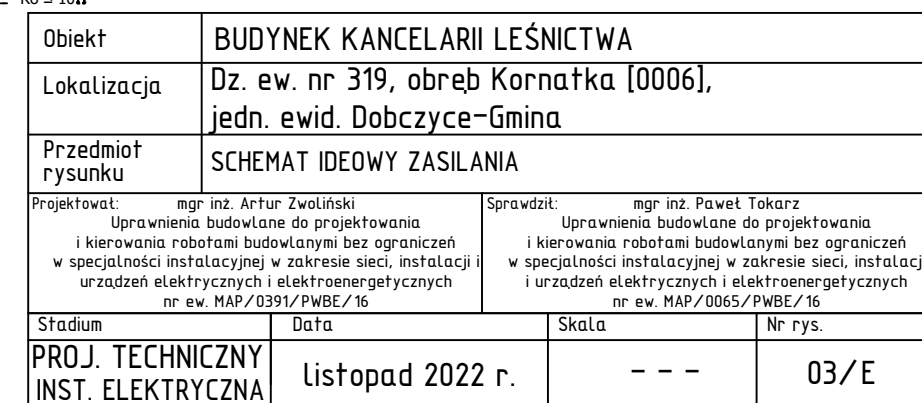 Obiekt BUDYNEK KANCELARII LEŚNICTWA
Lokalizacja Dz. ew. nr 319, obręb Kornatka [0006],
jedn. ewid. Dobczyce-Gmina
Przedmiot
rysunku SCHEMAT IDEOWY ZASILANIA
Projektował: mgr inż. Artur Zwoliński
Uprawnienia budowlane do projektowania
i kierowania robotami budowlanymi bez ograniczeń
w specjalności instalacyjnej w zakresie sieci, instalacji i
urządzeń elektrycznych i elektroenergetycznych
nr ew. MAP/0391/PWBE/16
Sprawdził: mgr inż. Paweł Tokarz
Uprawnienia budowlane do projektowania
i kierowania robotami budowlanymi bez ograniczeń
w specjalności instalacyjnej w zakresie sieci, instalacj
i urządzeń elektrycznych i elektroenergetycznych
nr ew. MAP/0065/PWBE/16
Stadium Data Skala Nr rys.
PROJ. TECHNICZNY
INST. ELEKTRYCZNA listopad 2022 r. - - - 03/E